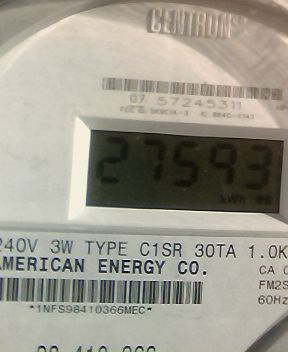 CENTRON
07 57245311
27593
kWh
240V 3W TYPE C1SR 30TA 1.0K
AMERICAN ENERGY CO.
CA
FM2S
60Hz
*1NFS98410366MEC*